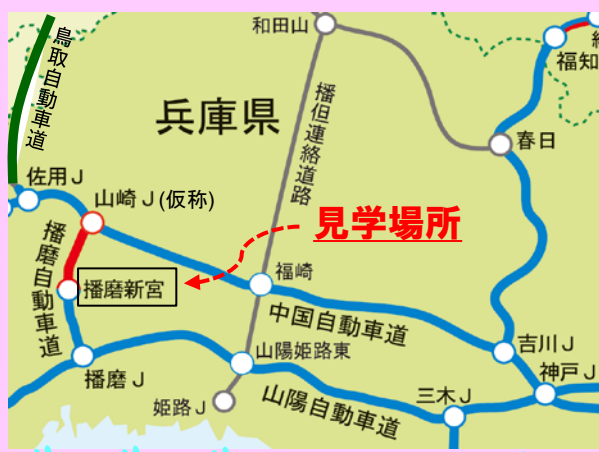 鳥取自動車道
和田山
福知
兵庫県
播但連絡道路
春日
佐用J
山崎J(仮称)
見学場所
播磨自動車道
播磨新宮
福崎
中国自動車道
吉川J
山陽姫路東
神戸J
播磨J
姫路J
山陽自動車道
三木J